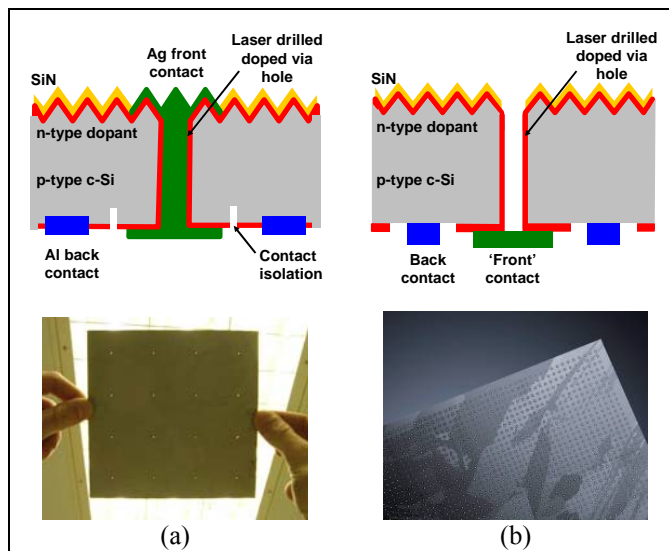 Ag front
contact
Laser drilled
doped via
hole
SiN
n-type dopant
p-type c-Si
Al back
contact
Contact
isolation
Laser drilled
doped via
hole
SiN
n-type dopant
p-type c-Si
Back
contact
‘Front’
contact
(a)
(b)